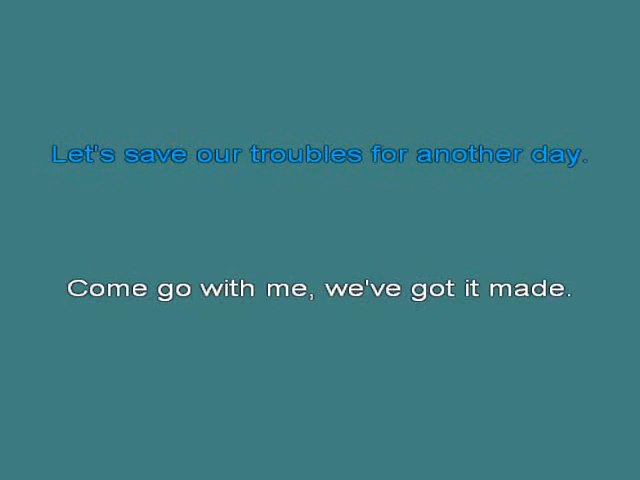 Let's save our troubles for another day.
Come go with me, we've got it made.